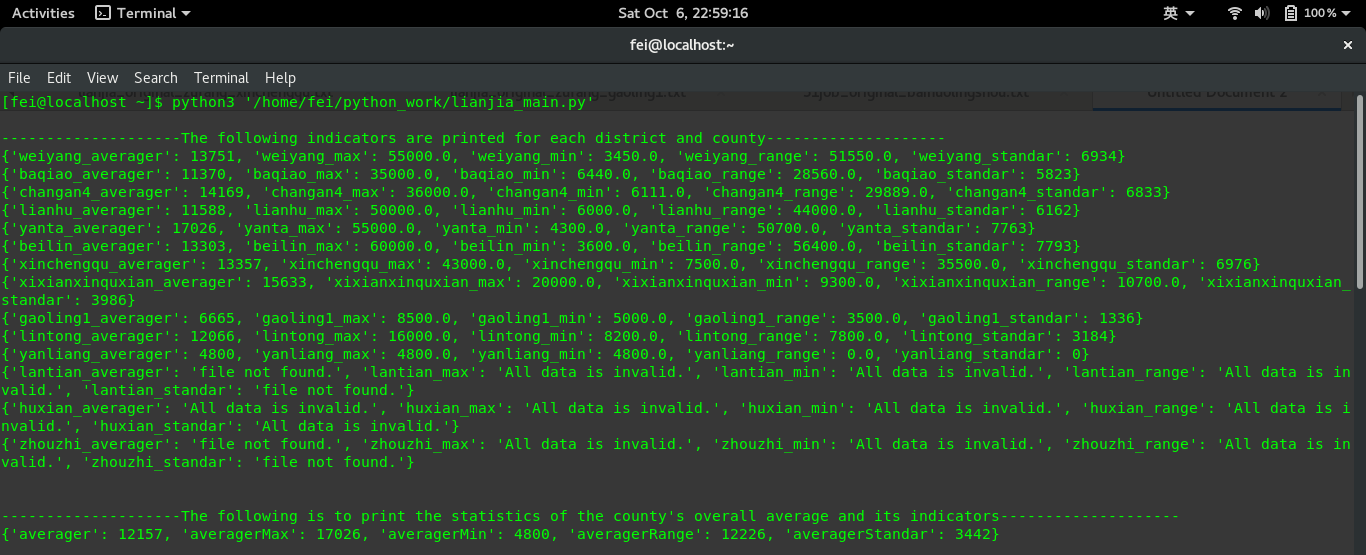 Activities Terminal Sat Oct 6, 22:59:16 英 100%
fei@localhost:~ ×
File Edit View Search Terminal Help
[fei@localhost ~]$ python3 '/home/fei/python_work/lianjia_main.py'
--------------------The following indicators are printed for each district and county--------------------
{'weiyang_averager': 13751, 'weiyang_max': 55000.0, 'weiyang_min': 3450.0, 'weiyang_range': 51550.0, 'weiyang_standar': 6934}
{'baqiao_averager': 11370, 'baqiao_max': 35000.0, 'baqiao_min': 6440.0, 'baqiao_range': 28560.0, 'baqiao_standar': 5823}
{'changan4_averager': 14169, 'changan4_max': 36000.0, 'changan4_min': 6111.0, 'changan4_range': 29889.0, 'changan4_standar': 6833}
{'lianhu_averager': 11588, 'lianhu_max': 50000.0, 'lianhu_min': 6000.0, 'lianhu_range': 44000.0, 'lianhu_standar': 6162}
{'yanta_averager': 17026, 'yanta_max': 55000.0, 'yanta_min': 4300.0, 'yanta_range': 50700.0, 'yanta_standar': 7763}
{'beilin_averager': 13303, 'beilin_max': 60000.0, 'beilin_min': 3600.0, 'beilin_range': 56400.0, 'beilin_standar': 7793}
{'xinchengqu_averager': 13357, 'xinchengqu_max': 43000.0, 'xinchengqu_min': 7500.0, 'xinchengqu_range': 35500.0, 'xinchengqu_standar': 6976}
{'xixianxinquxian_averager': 15633, 'xixianxinquxian_max': 20000.0, 'xixianxinquxian_min': 9300.0, 'xixianxinquxian_range': 10700.0, 'xixianxinquxian_
standar': 3986}
{'gaoling1_averager': 6665, 'gaoling1_max': 8500.0, 'gaoling1_min': 5000.0, 'gaoling1_range': 3500.0, 'gaoling1_standar': 1336}
{'lintong_averager': 12066, 'lintong_max': 16000.0, 'lintong_min': 8200.0, 'lintong_range': 7800.0, 'lintong_standar': 3184}
{'yanliang_averager': 4800, 'yanliang_max': 4800.0, 'yanliang_min': 4800.0, 'yanliang_range': 0.0, 'yanliang_standar': 0}
{'lantian_averager': 'file not found.', 'lantian_max': 'All data is invalid.', 'lantian_min': 'All data is invalid.', 'lantian_range': 'All data is in
valid.', 'lantian_standar': 'file not found.'}
{'huxian_averager': 'All data is invalid.', 'huxian_max': 'All data is invalid.', 'huxian_min': 'All data is invalid.', 'huxian_range': 'All data is i
nvalid.', 'huxian_standar': 'All data is invalid.'}
{'zhouzhi_averager': 'file not found.', 'zhouzhi_max': 'All data is invalid.', 'zhouzhi_min': 'All data is invalid.', 'zhouzhi_range': 'All data is in
valid.', 'zhouzhi_standar': 'file not found.'}
--------------------The following is to print the statistics of the county's overall average and its indicators--------------------
{'averager': 12157, 'averagerMax': 17026, 'averagerMin': 4800, 'averagerRange': 12226, 'averagerStandar': 3442}